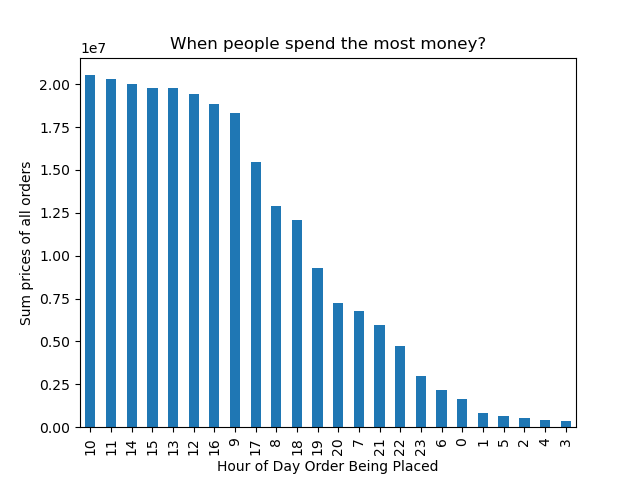 When people spend the most money?
1e7
2.00
1.75
1.50
1.25
1.00
0.75
0.50
0.25
0.00
Sum prices of all orders
10 11 14 15 13 12 16 9 17 8 18 19 20 7 21 22 23 6 0 1 5 2 4 3
Hour of Day Order Being Placed